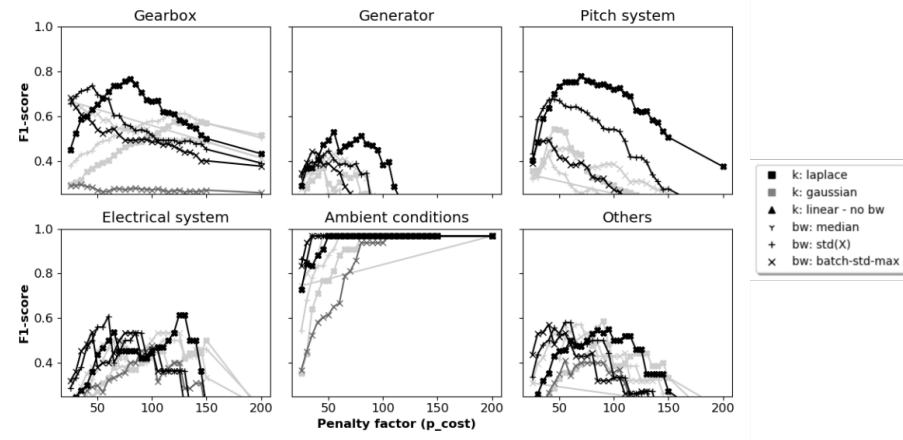 Gearbox
Generator
Pitch system
1.0
0.8
0.6
0.4
F1-score
k: laplace
k: gaussian
k: linear - no bw
bw: median
bw: std(X)
bw: batch-std-max
Electrical system
Ambient conditions
Others
1.0
0.8
0.6
0.4
F1-score
50 100 150 200
50 100 150 200
50 100 150 200
Penalty factor (p_cost)